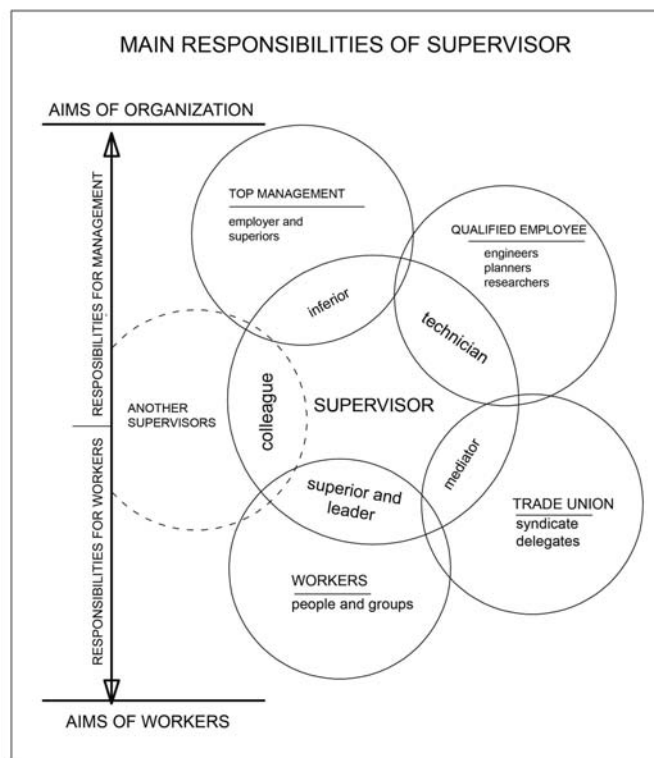 MAIN RESPONSIBILITIES OF SUPERVISOR
AIMS OF ORGANIZATION
RESPOSIBILITIES FOR MANAGEMENT
TOP MANAGEMENT
employer and
superiors
QUALIFIED EMPLOYEE
engineers
planners
researchers
inferior
technician
ANOTHER
SUPERVISORS
colleague
SUPERVISOR
mediator
superior and
leader
TRADE UNION
syndicate
delegates
WORKERS
people and groups
RESPONSIBILITIES FOR WORKERS
AIMS OF WORKERS